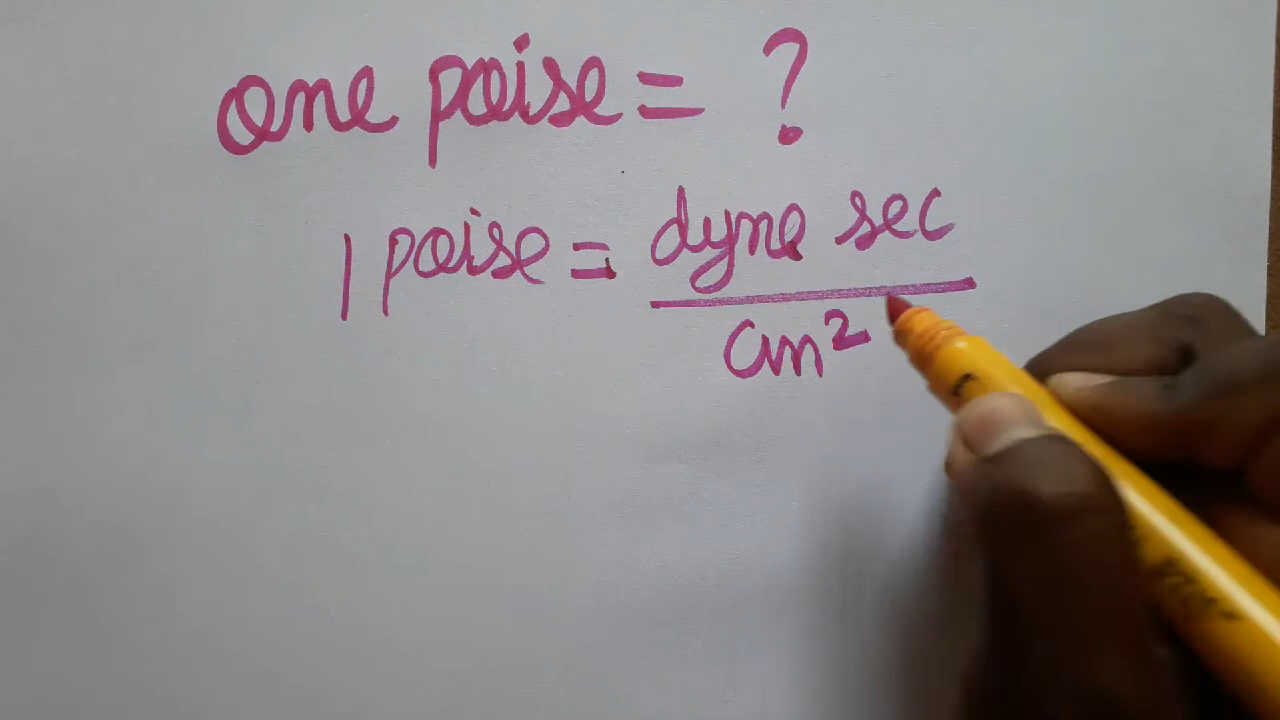 one poise = ?
1 poise = dyne sec
cm²